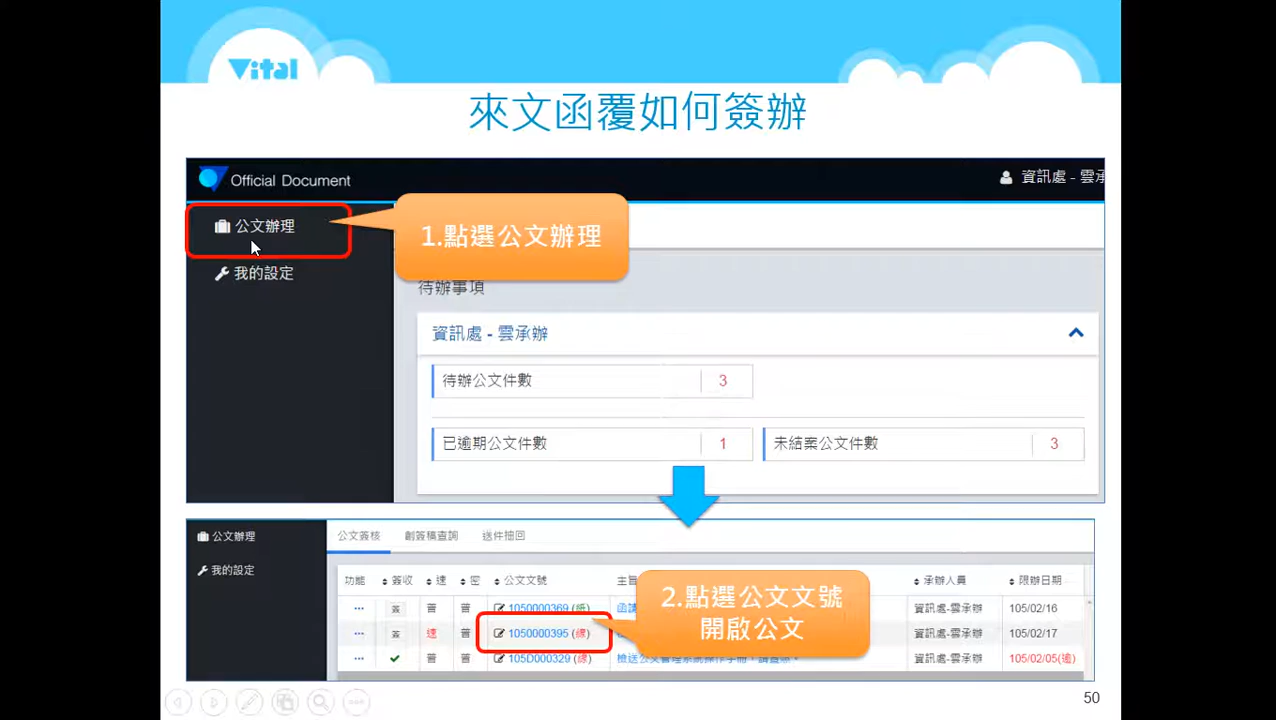 Vital
來文函覆如何簽辦
Official Document
資訊處 - 雲承
公文辦理
1.點選公文辦理
我的設定
待辦事項
資訊處 - 雲承辦
待辦公文件數
3
已逾期公文件數
1
未結案公文件數
3
公文辦理
公文簽核
創簽稿查詢
送件抽回
我的設定
功能
簽收
速
密
公文文號
主旨
承辦人員
限辦日期
2.點選公文文號
開啟公文
簽
普
普
1050000369 (紙)
函請
資訊處-雲承辦
105/02/16
簽
速
普
1050000395 (線)
資訊處-雲承辦
105/02/17
普
普
105D000329 (線)
檢送公文管理系統操作手冊，請查照。
資訊處-雲承辦
105/02/05(逾)
50